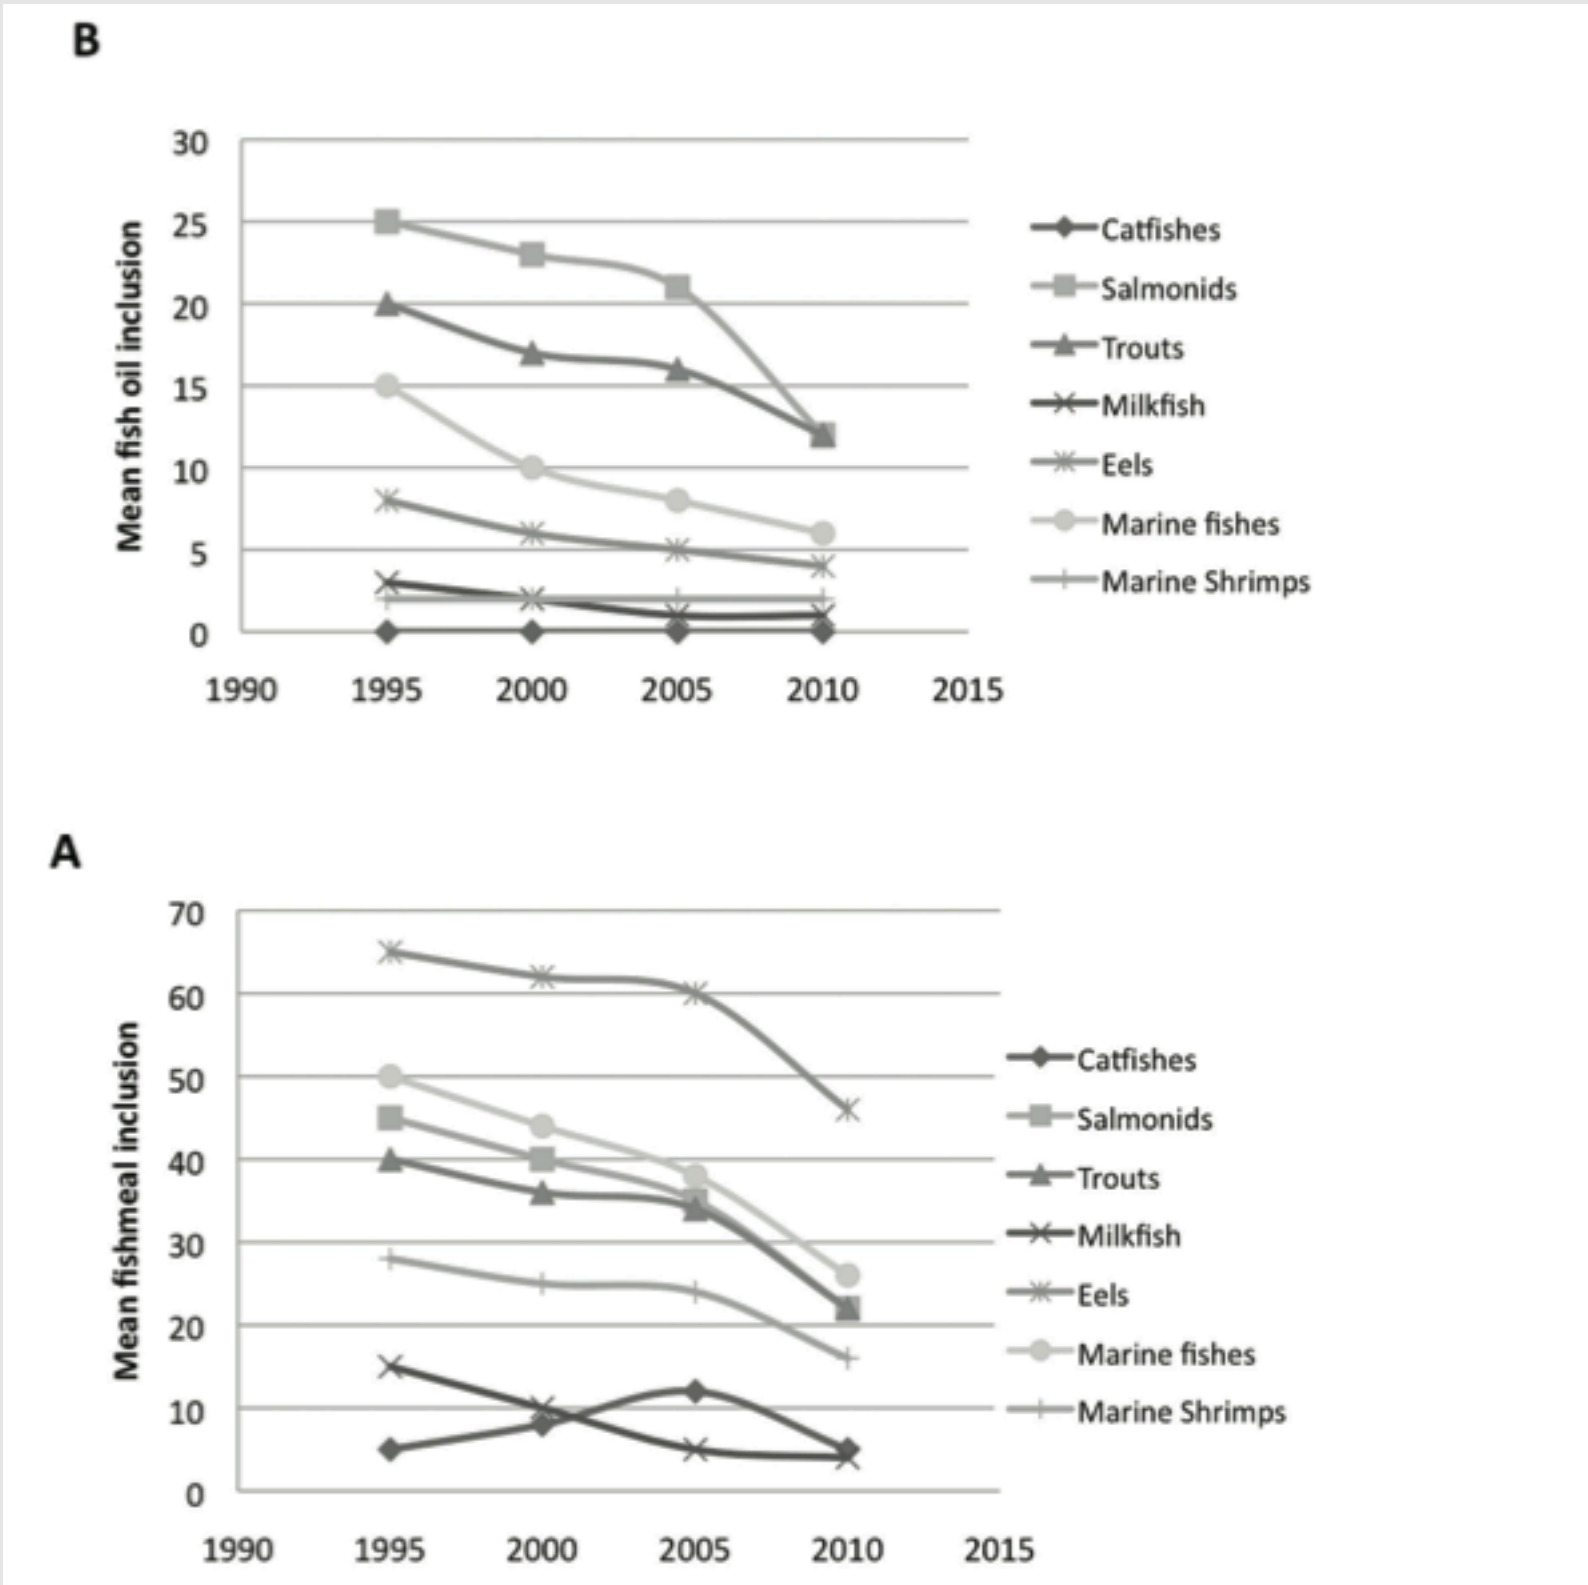 B
Mean fish oil inclusion
30
25
20
15
10
5
0
1990 1995 2000 2005 2010 2015
Catfishes
Salmonids
Trouts
Milkfish
Eels
Marine fishes
Marine Shrimps
A
Mean fishmeal inclusion
70
60
50
40
30
20
10
0
1990 1995 2000 2005 2010 2015
Catfishes
Salmonids
Trouts
Milkfish
Eels
Marine fishes
Marine Shrimps